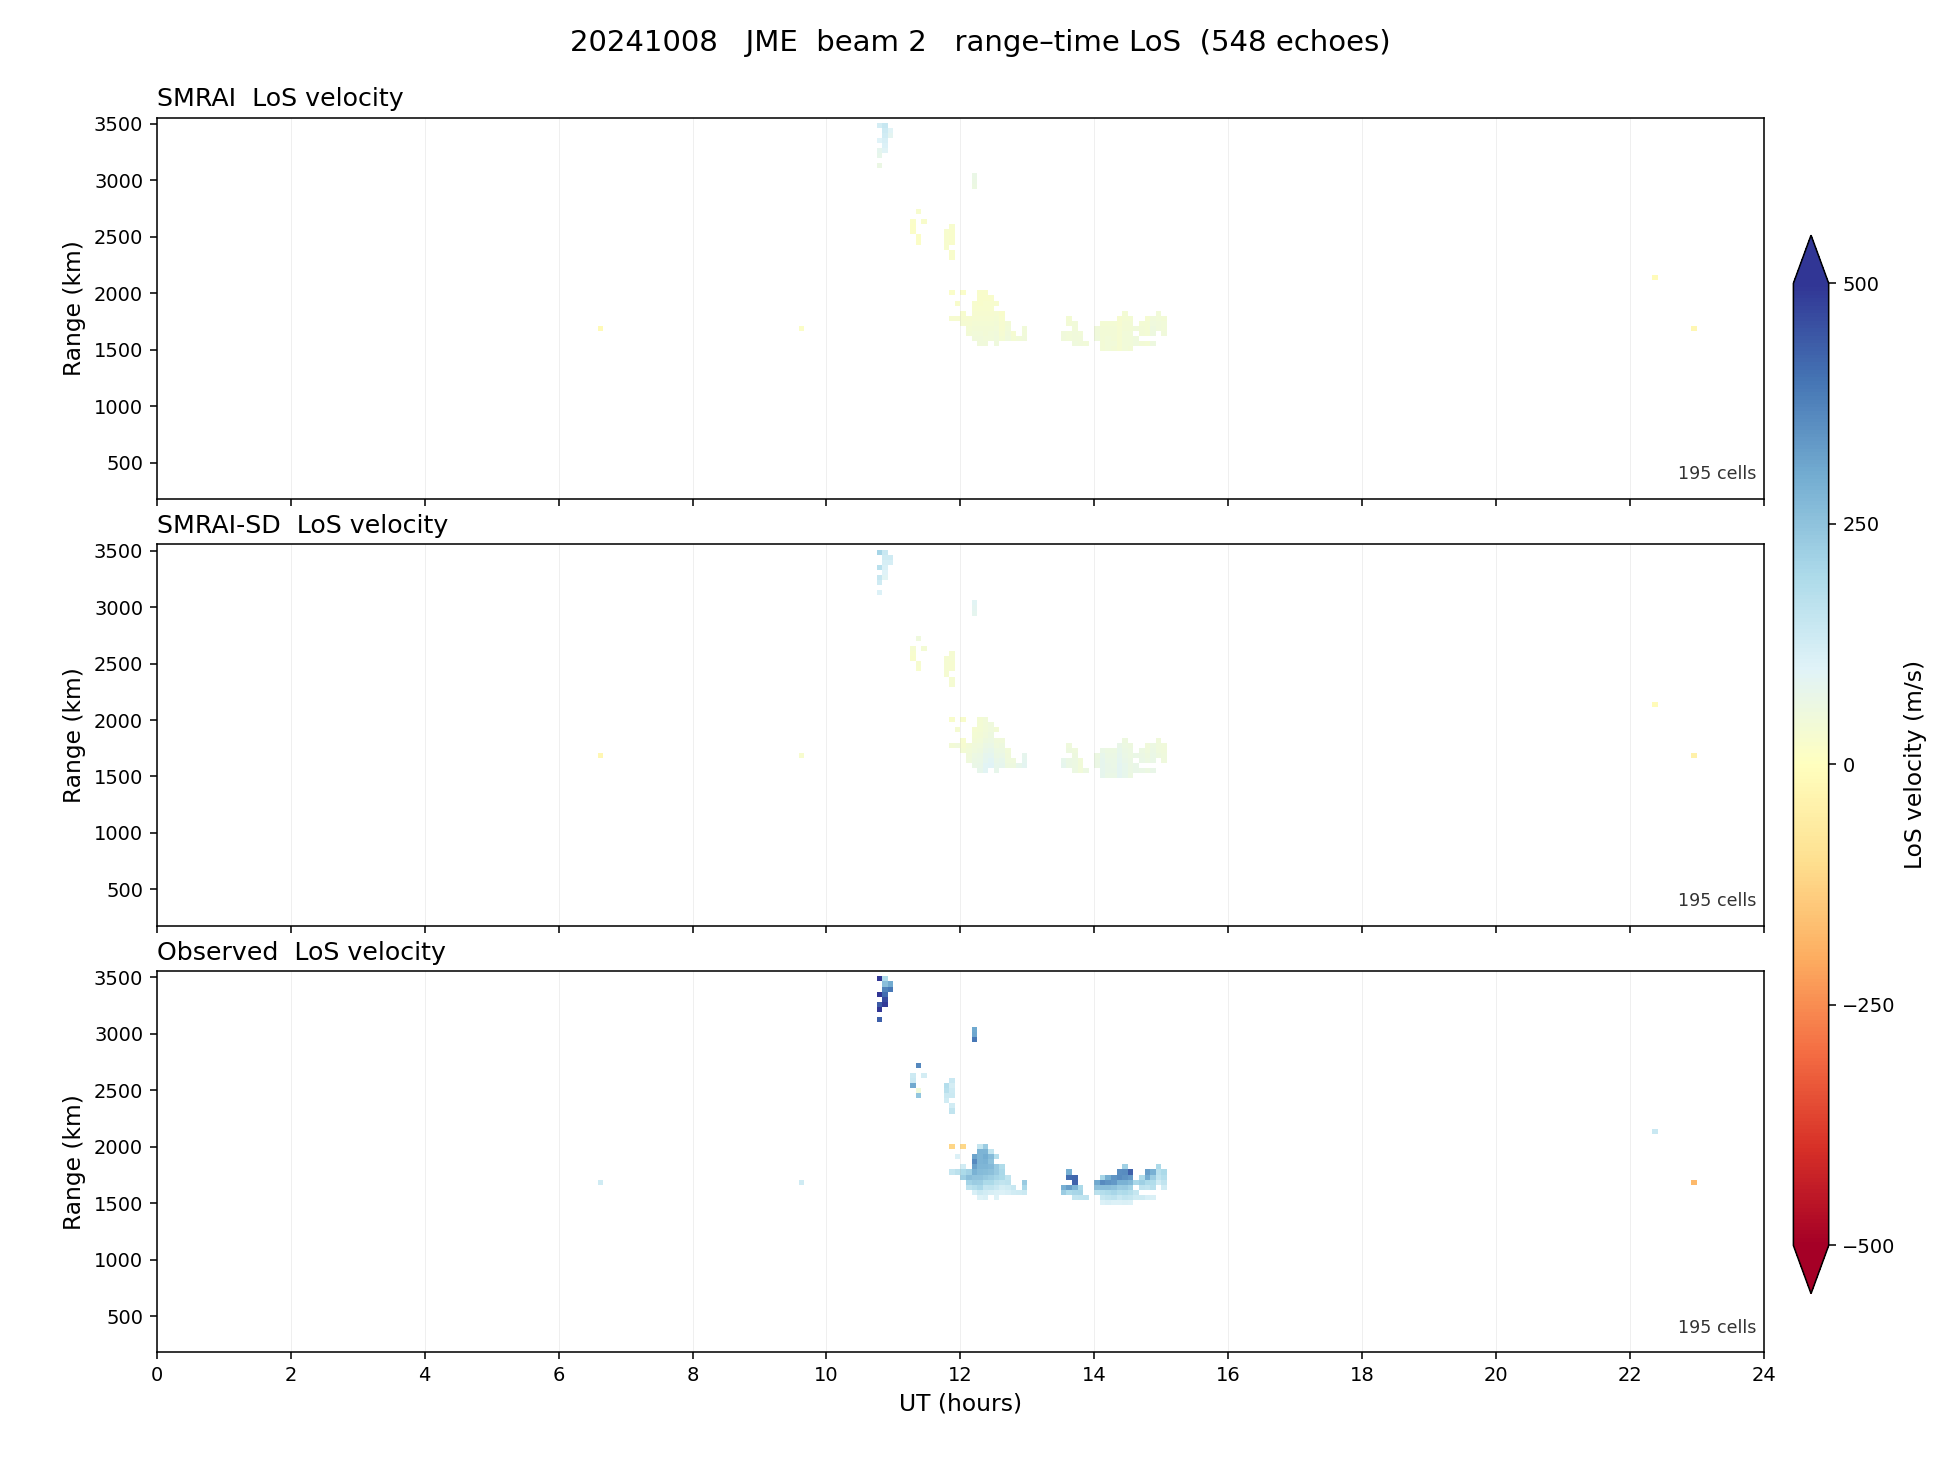 20241008 JME beam 2 range–time LoS (548 echoes)
SMRAI LoS velocity
3500
3000
2500
2000
1500
1000
500
Range (km)
195 cells
SMRAI-SD LoS velocity
3500
3000
2500
2000
1500
1000
500
Range (km)
195 cells
Observed LoS velocity
3500
3000
2500
2000
1500
1000
500
Range (km)
195 cells
0 2 4 6 8 10 12 14 16 18 20 22 24
UT (hours)
500
250
0
−250
−500
LoS velocity (m/s)